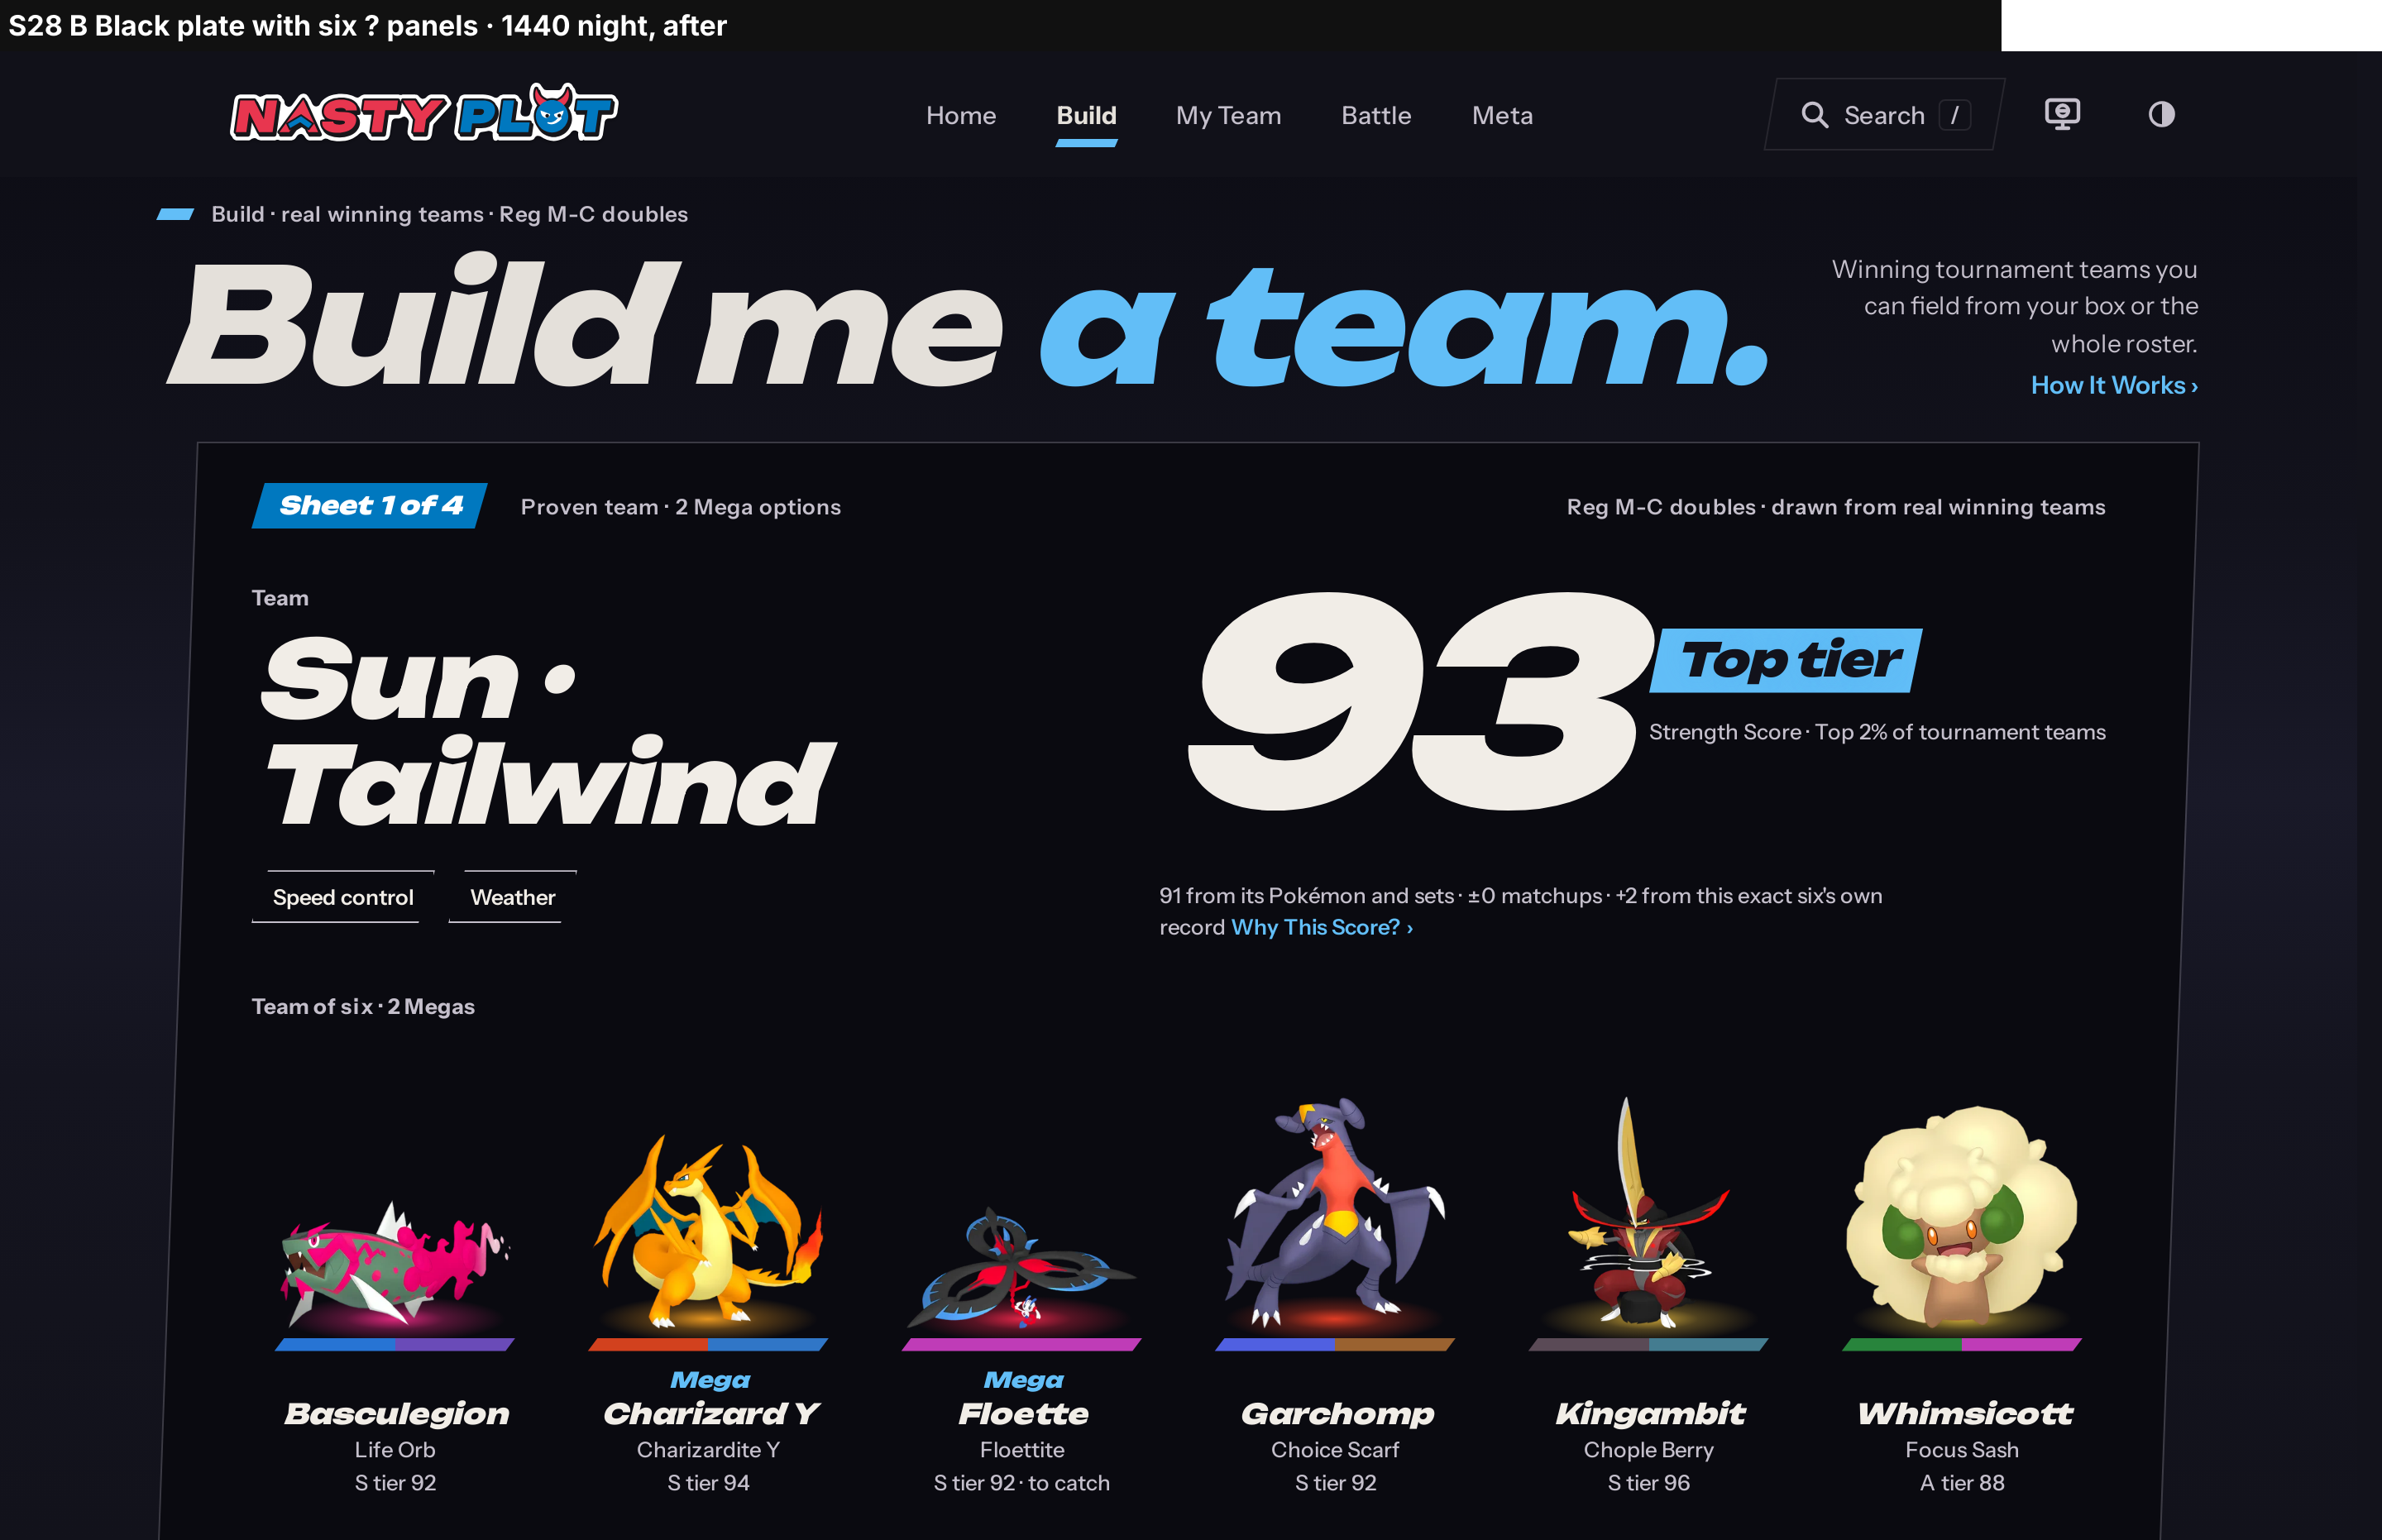 S28 B Black plate with six ? panels · 1440 night, after
NASTY PLOT
Home Build My Team Battle Meta Search /
Build · real winning teams · Reg M-C doubles
Build me a team.
Winning tournament teams you
can field from your box or the
whole roster.
How It Works ›
Sheet 1 of 4 Proven team · 2 Mega options Reg M-C doubles · drawn from real winning teams
Team
Sun ·
Tailwind
93
Top tier
Strength Score · Top 2% of tournament teams
Speed control Weather
91 from its Pokémon and sets · ±0 matchups · +2 from this exact six's own
record Why This Score? ›
Team of six · 2 Megas
Mega Mega
Basculegion Charizard Y Floette Garchomp Kingambit Whimsicott
Life Orb Charizardite Y Floettite Choice Scarf Chople Berry Focus Sash
S tier 92 S tier 94 S tier 92 · to catch S tier 92 S tier 96 A tier 88